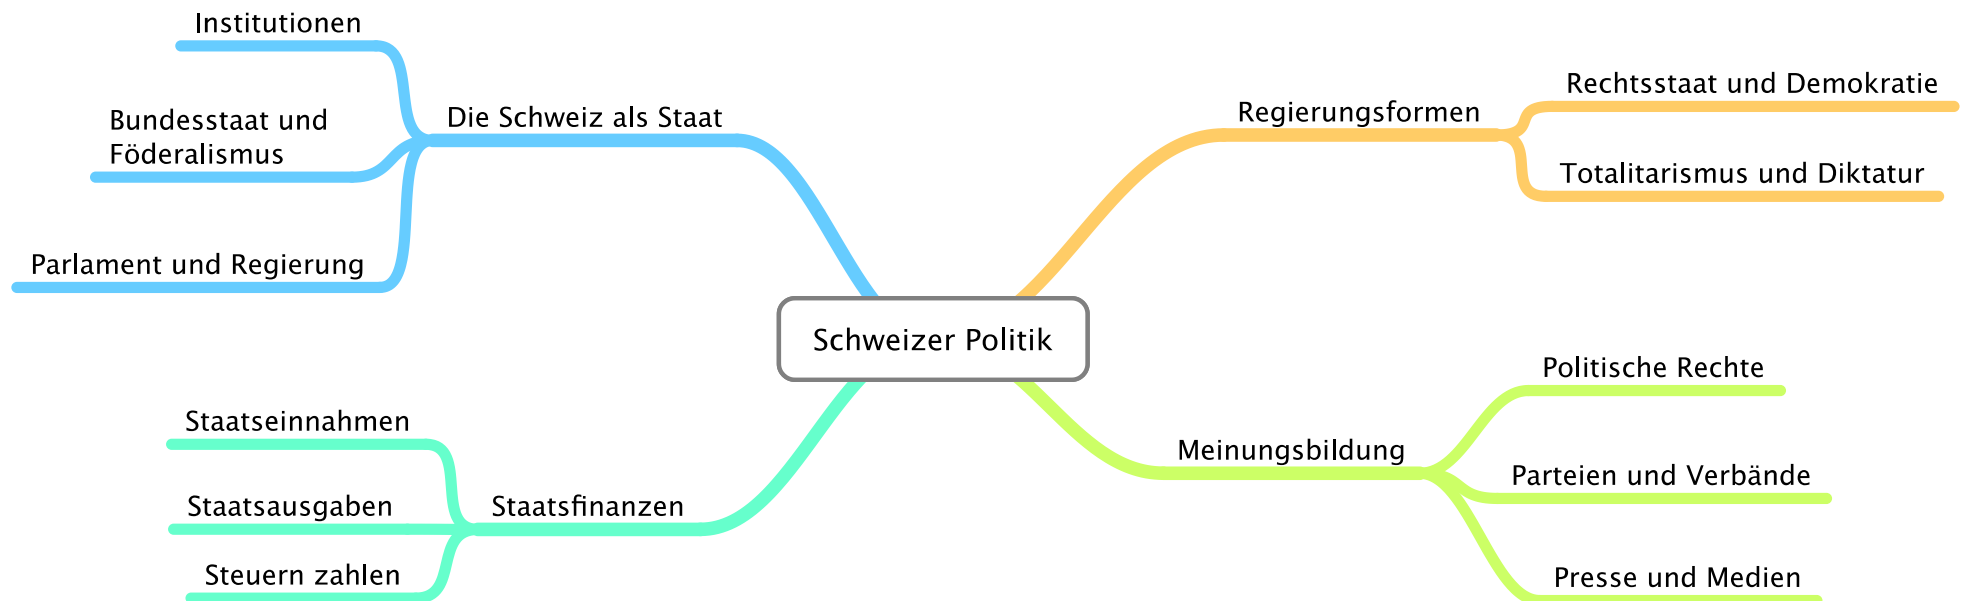 Institutionen
Bundesstaat und
Föderalismus
Parlament und Regierung
Die Schweiz als Staat
Regierungsformen
Rechtsstaat und Demokratie
Totalitarismus und Diktatur
Schweizer Politik
Staatseinnahmen
Staatsausgaben
Steuern zahlen
Staatsfinanzen
Meinungsbildung
Politische Rechte
Parteien und Verbände
Presse und Medien